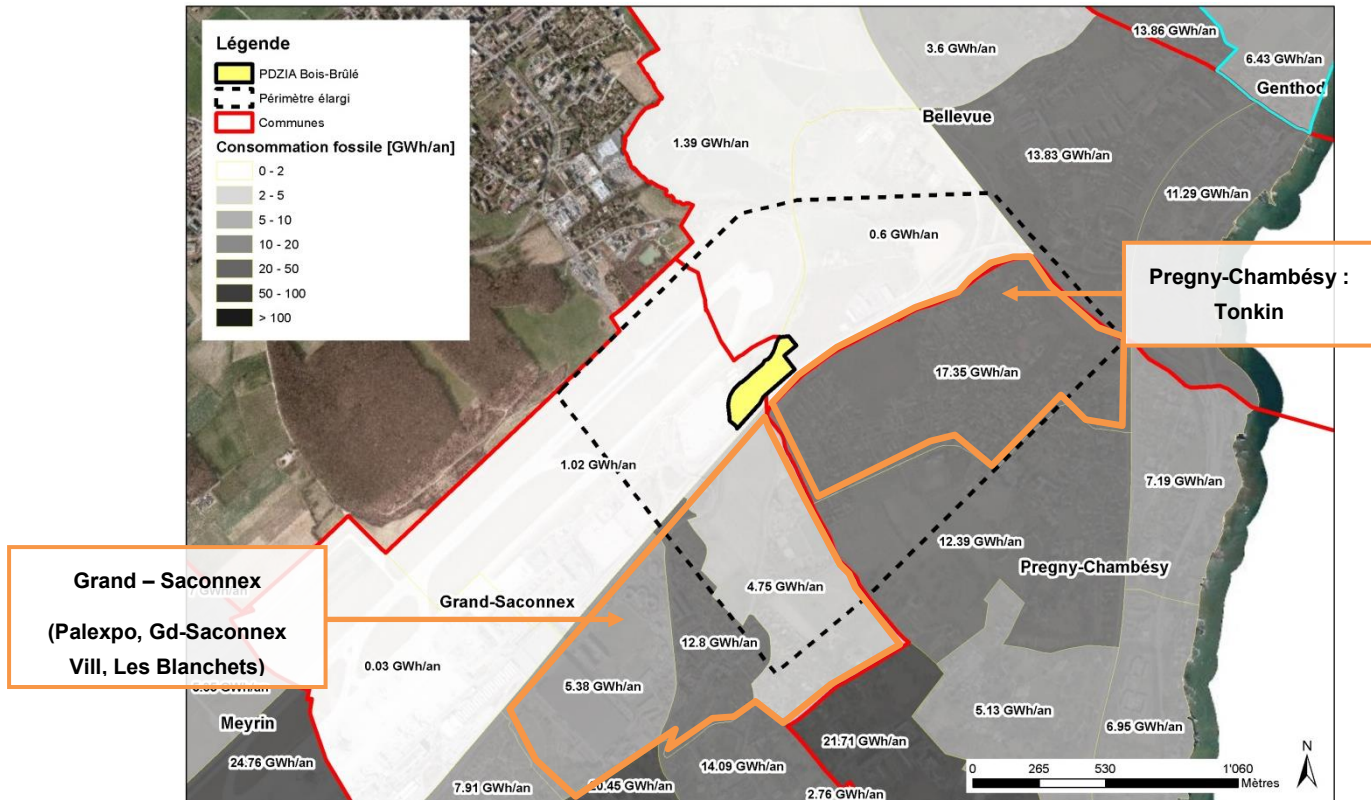 Légende
PDZIA Bois-Brûlé
Périmètre élargi
Communes
Consommation fossile [GWh/an]
0 - 2
2 - 5
5 - 10
10 - 20
20 - 50
50 - 100
> 100
3.6 GWh/an
13.86 GWh/an
6.43 GWh/an
Genthod
Bellevue
1.39 GWh/an
13.83 GWh/an
11.29 GWh/an
0.6 GWh/an
Pregny-Chambésy :
Tonkin
17.35 GWh/an
1.02 GWh/an
7.19 GWh/an
12.39 GWh/an
Pregny-Chambésy
Grand – Saconnex
(Palexpo, Gd-Saconnex
Vill, Les Blanchets)
GWh/an
Grand-Saconnex
4.75 GWh/an
12.8 GWh/an
0.03 GWh/an
5.38 GWh/an
GWh/an
Meyrin
24.76 GWh/an
5.13 GWh/an
6.95 GWh/an
21.71 GWh/an
14.09 GWh/an
7.91 GWh/an
20.45 GWh/an
2.76 GWh/an
N
0 265 530 1'060
Mètres